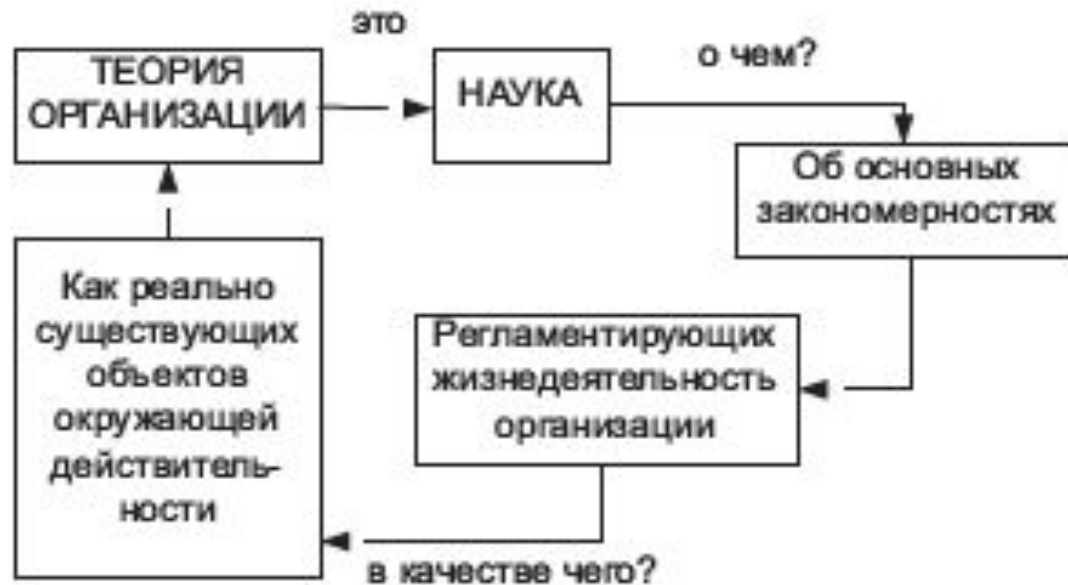 это
ТЕОРИЯ
ОРГАНИЗАЦИИ
НАУКА
о чем?
Об основных
закономерностях
Регламентирующих
жизнедеятельность
организации
в качестве чего?
Как реально
существующих
объектов
окружающей
действитель-
ности